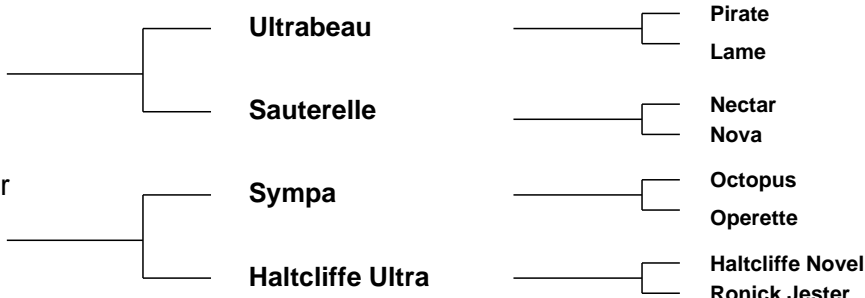 Ultrabeau
Pirate
Lame
Sauterelle
Nectar
Nova
r
Sympa
Octopus
Operette
Haltcliffe Ultra
Haltcliffe Novel
Ronick Jester